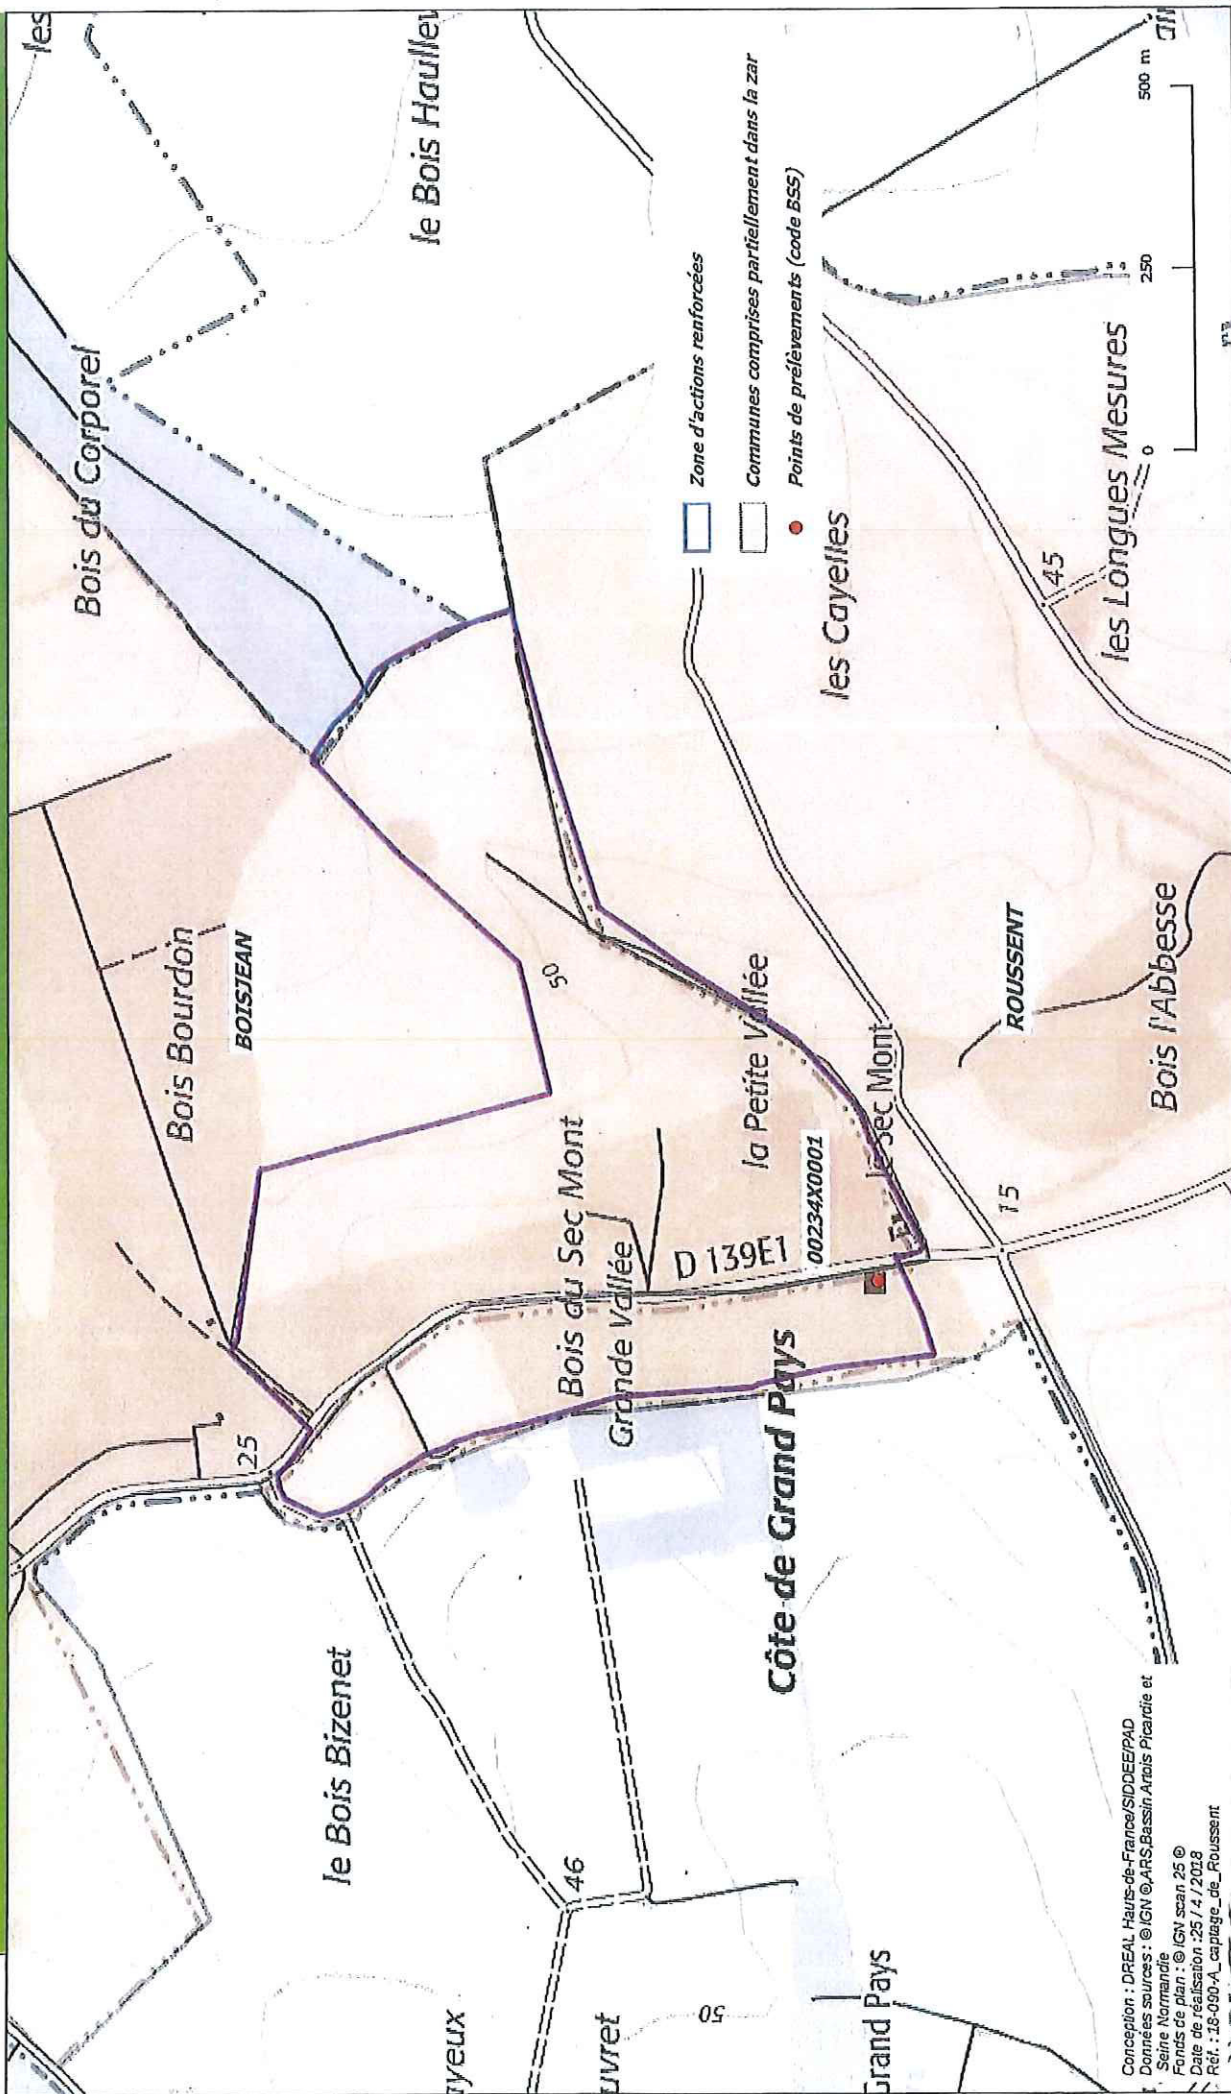 les
le Bois Haullev
Bois du Corporel
Zone d'actions renforcées
Communes comprises partiellement dans la zar
Points de prélèvements (code BSS)
500 m
250
0
les Cayelles
les Longues Mesures
45
Bois Bourdon
BOISJEAN
50
la Petite Vallée
le Sec Mont
ROUSSENT
Bois l'Abbesse
Bois du Sec Mont
Grande Vallée
D 139E1
00234X0001
15
25
Côte de Grand Pays
le Bois Bizenet
46
yeux
uvret
50
Grand Pays
Conception : DREAL Hauts-de-France/SIDDEE/PAD
Données sources : © IGN ©,ARS,Bassin Artois Picardie et
Seine Normandie
Fonds de plan : © IGN scan 25 ©
Date de réalisation :25 / 4 / 2018
Réf. : 18-090-A_captage_de_Roussent